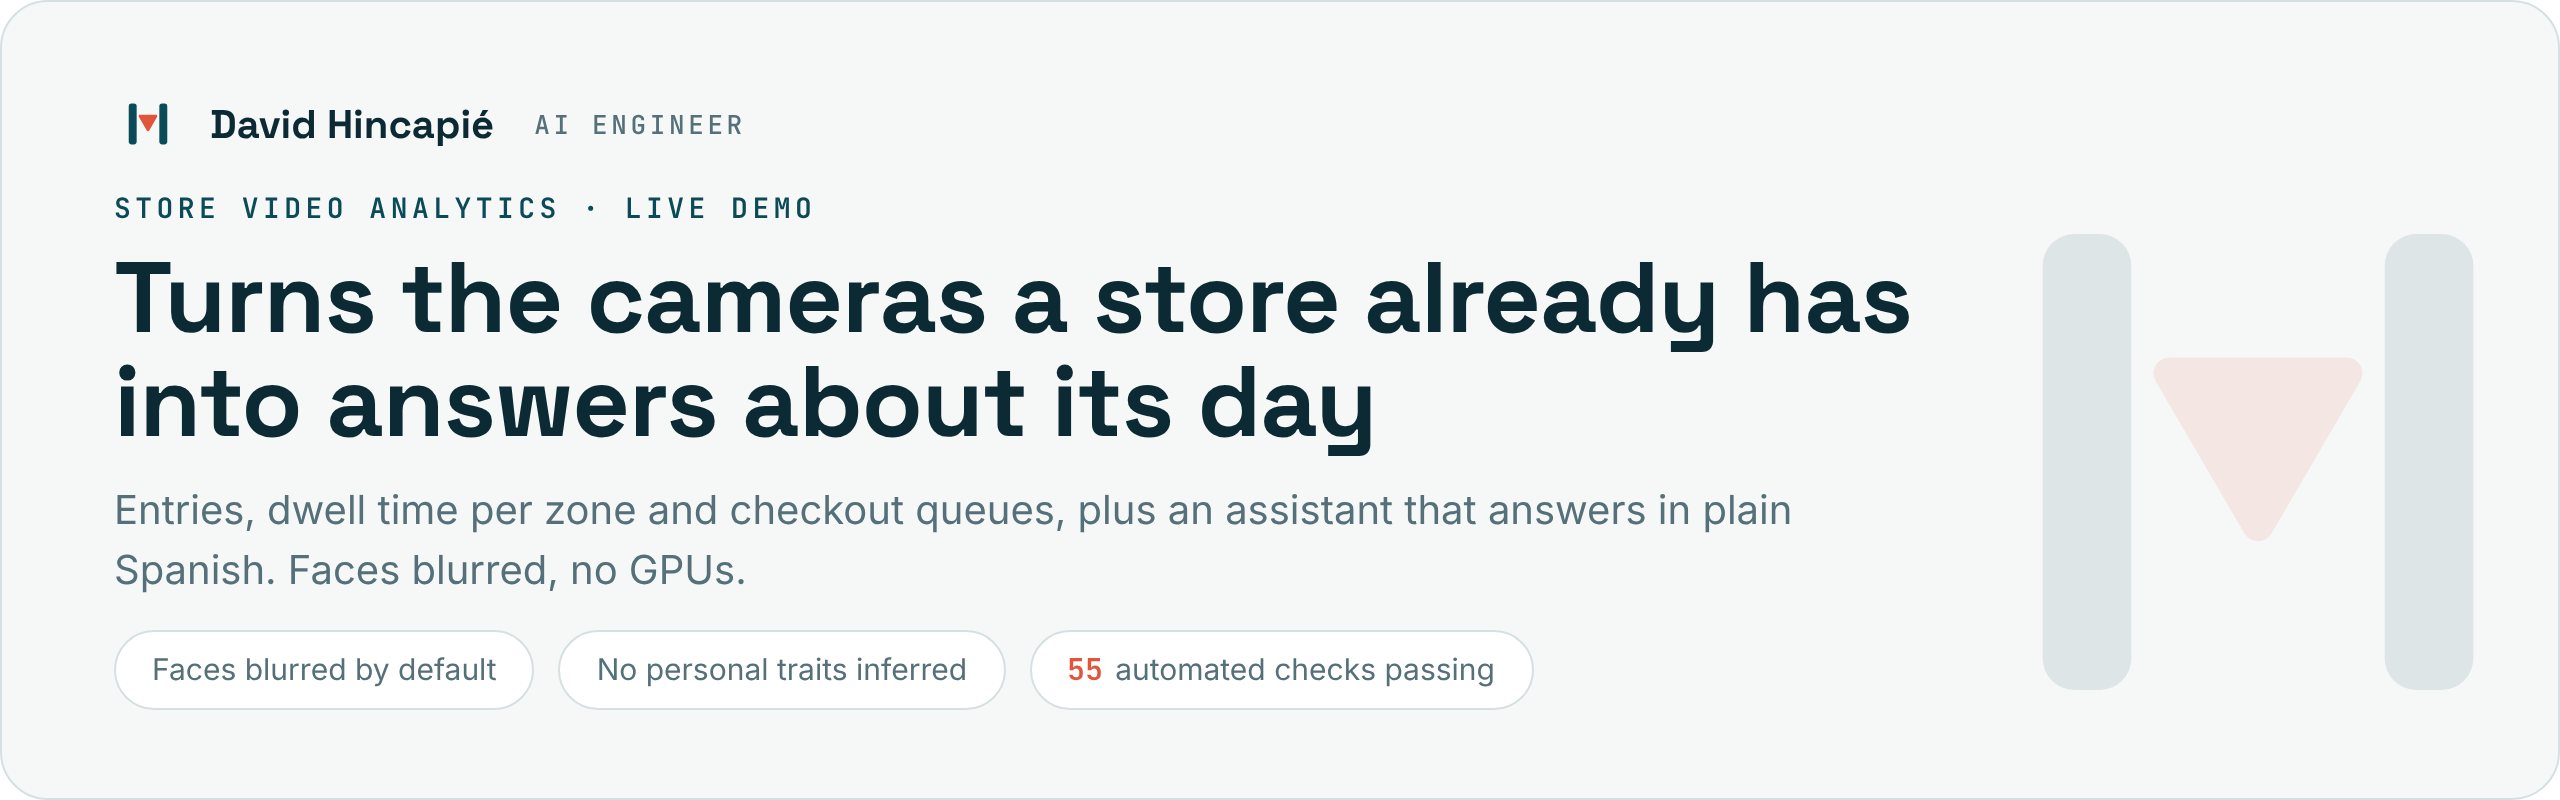 David Hincapié AI ENGINEER
STORE VIDEO ANALYTICS · LIVE DEMO
Turns the cameras a store already has
into answers about its day
Entries, dwell time per zone and checkout queues, plus an assistant that answers in plain
Spanish. Faces blurred, no GPUs.
Faces blurred by default No personal traits inferred 55 automated checks passing